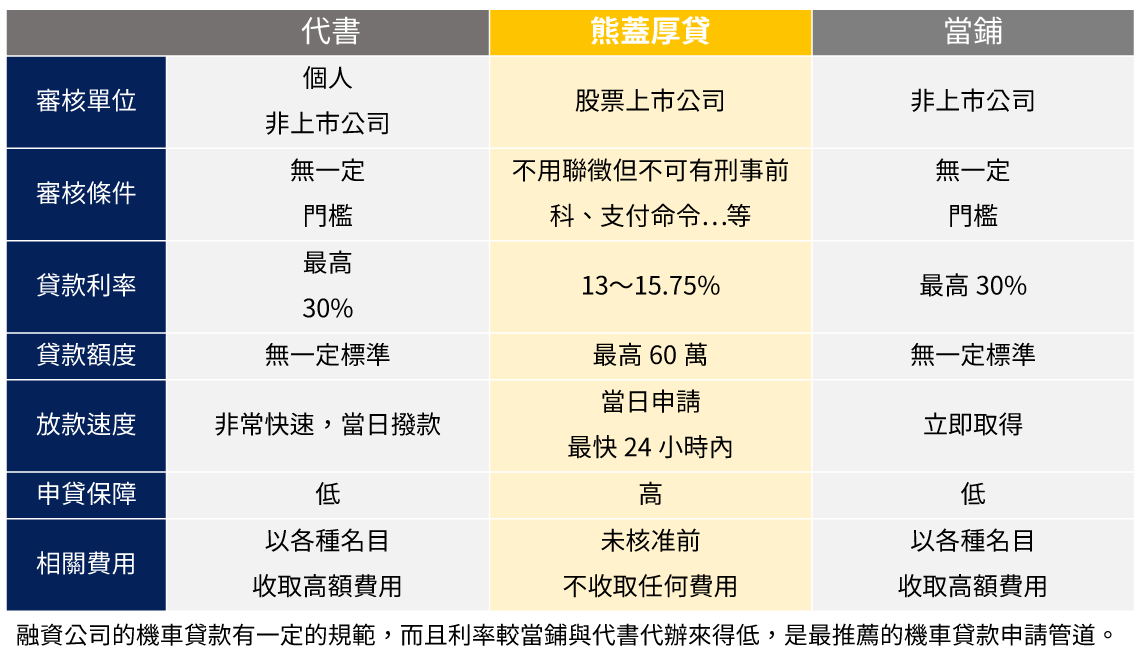 代書 熊蓋厚貸 當鋪
審核單位 個人 股票上市公司 非上市公司
非上市公司
審核條件 無一定 不用聯徵但不可有刑事前 無一定
門檻 科、支付命令…等 門檻
貸款利率 最高 13～15.75% 最高 30%
30%
貸款額度 無一定標準 最高 60 萬 無一定標準
放款速度 非常快速，當日撥款 當日申請 立即取得
最快 24 小時內
申貸保障 低 高 低
相關費用 以各種名目 未核准前 以各種名目
收取高額費用 不收取任何費用 收取高額費用
融資公司的機車貸款有一定的規範，而且利率較當鋪與代書代辦來得低，是最推薦的機車貸款申請管道。